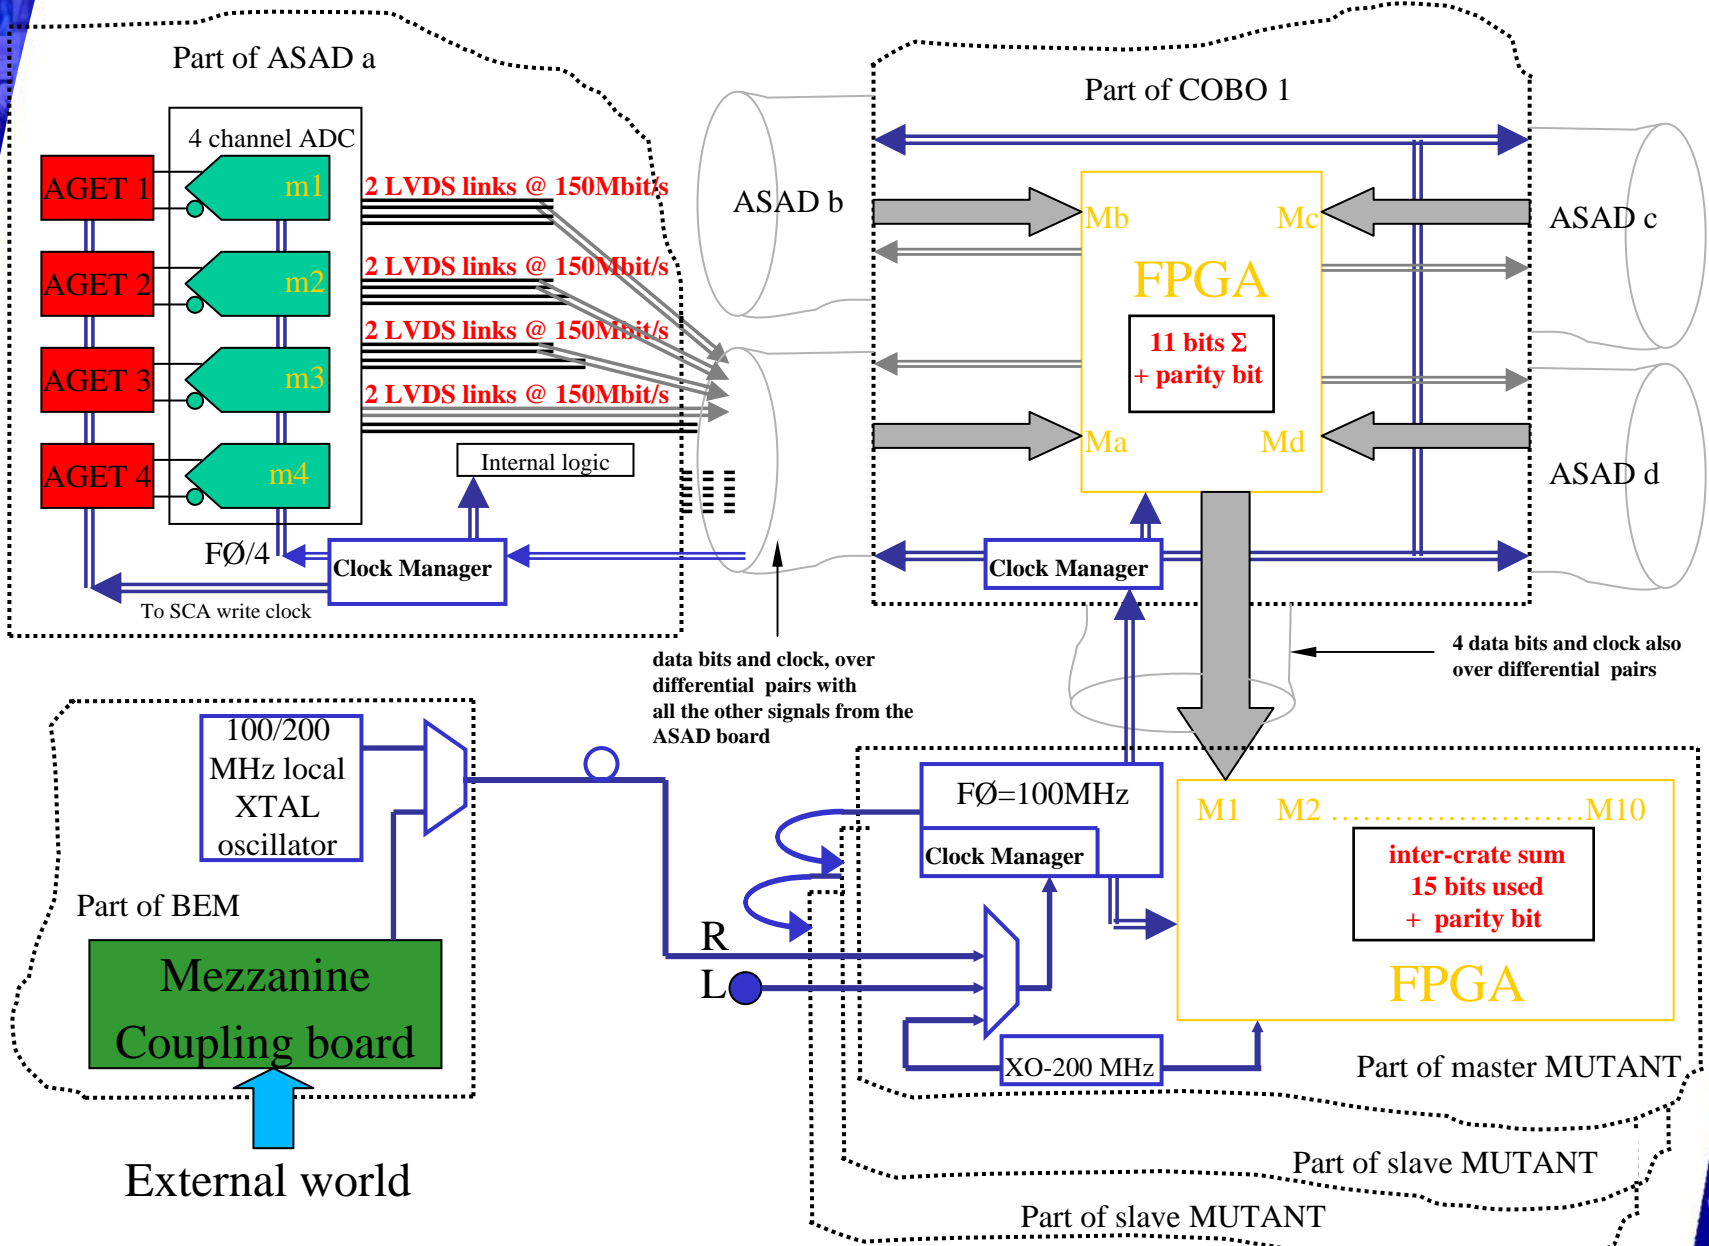 Part of ASAD a
4 channel ADC
AGET 1
m1
2 LVDS links @ 150Mbit/s
AGET 2
m2
2 LVDS links @ 150Mbit/s
AGET 3
m3
2 LVDS links @ 150Mbit/s
AGET 4
m4
2 LVDS links @ 150Mbit/s
Internal logic
FØ/4
Clock Manager
To SCA write clock
Part of COBO 1
ASAD b
ASAD c
ASAD d
Mb
Mc
FPGA
11 bits Σ
+ parity bit
Ma
Md
Clock Manager
data bits and clock, over
differential pairs with
all the other signals from the
ASAD board
4 data bits and clock also
over differential pairs
100/200
MHz local
XTAL
oscillator
Part of BEM
Mezzanine
Coupling board
External world
R
L
FØ=100MHz
Clock Manager
XO-200 MHz
M1 M2 ........................M10
inter-crate sum
15 bits used
+ parity bit
FPGA
Part of master MUTANT
Part of slave MUTANT
Part of slave MUTANT